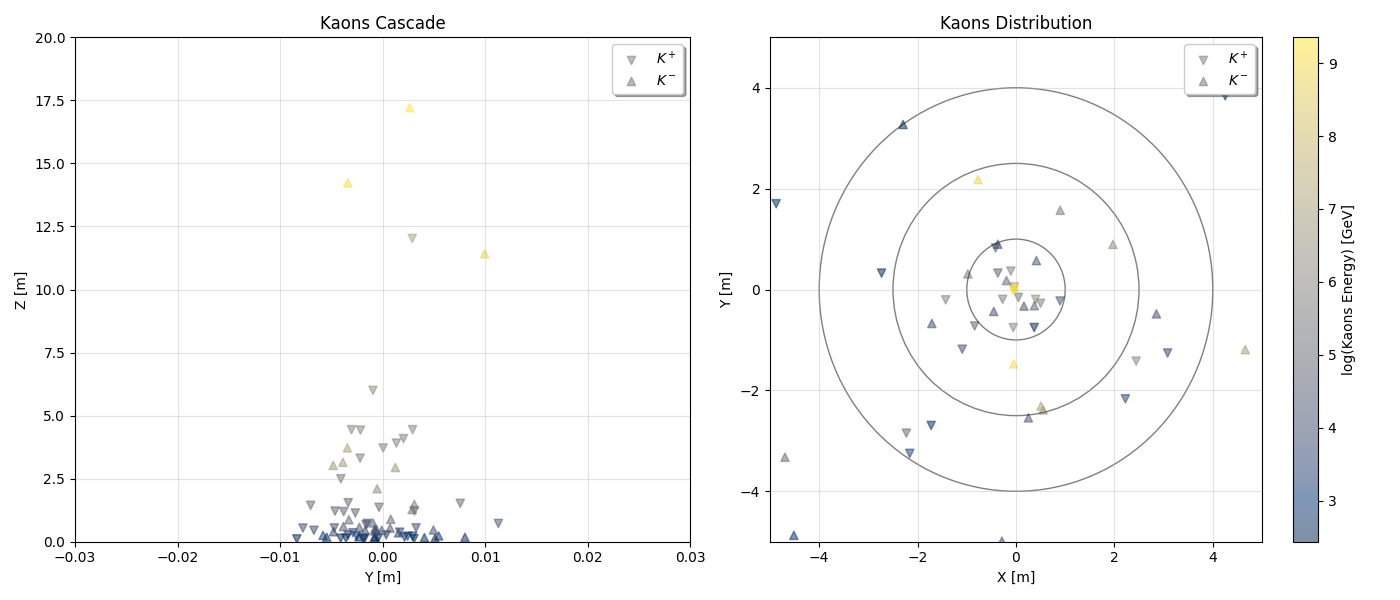 Kaons Cascade
20.0
17.5
15.0
12.5
10.0
7.5
5.0
2.5
0.0
Z [m]
−0.03 −0.02 −0.01 0.00 0.01 0.02 0.03
Y [m]
K+
K−
Kaons Distribution
4
2
0
−2
−4
Y [m]
−4 −2 0 2 4
X [m]
K+
K−
9
8
7
6
5
4
3
log(Kaons Energy) [GeV]